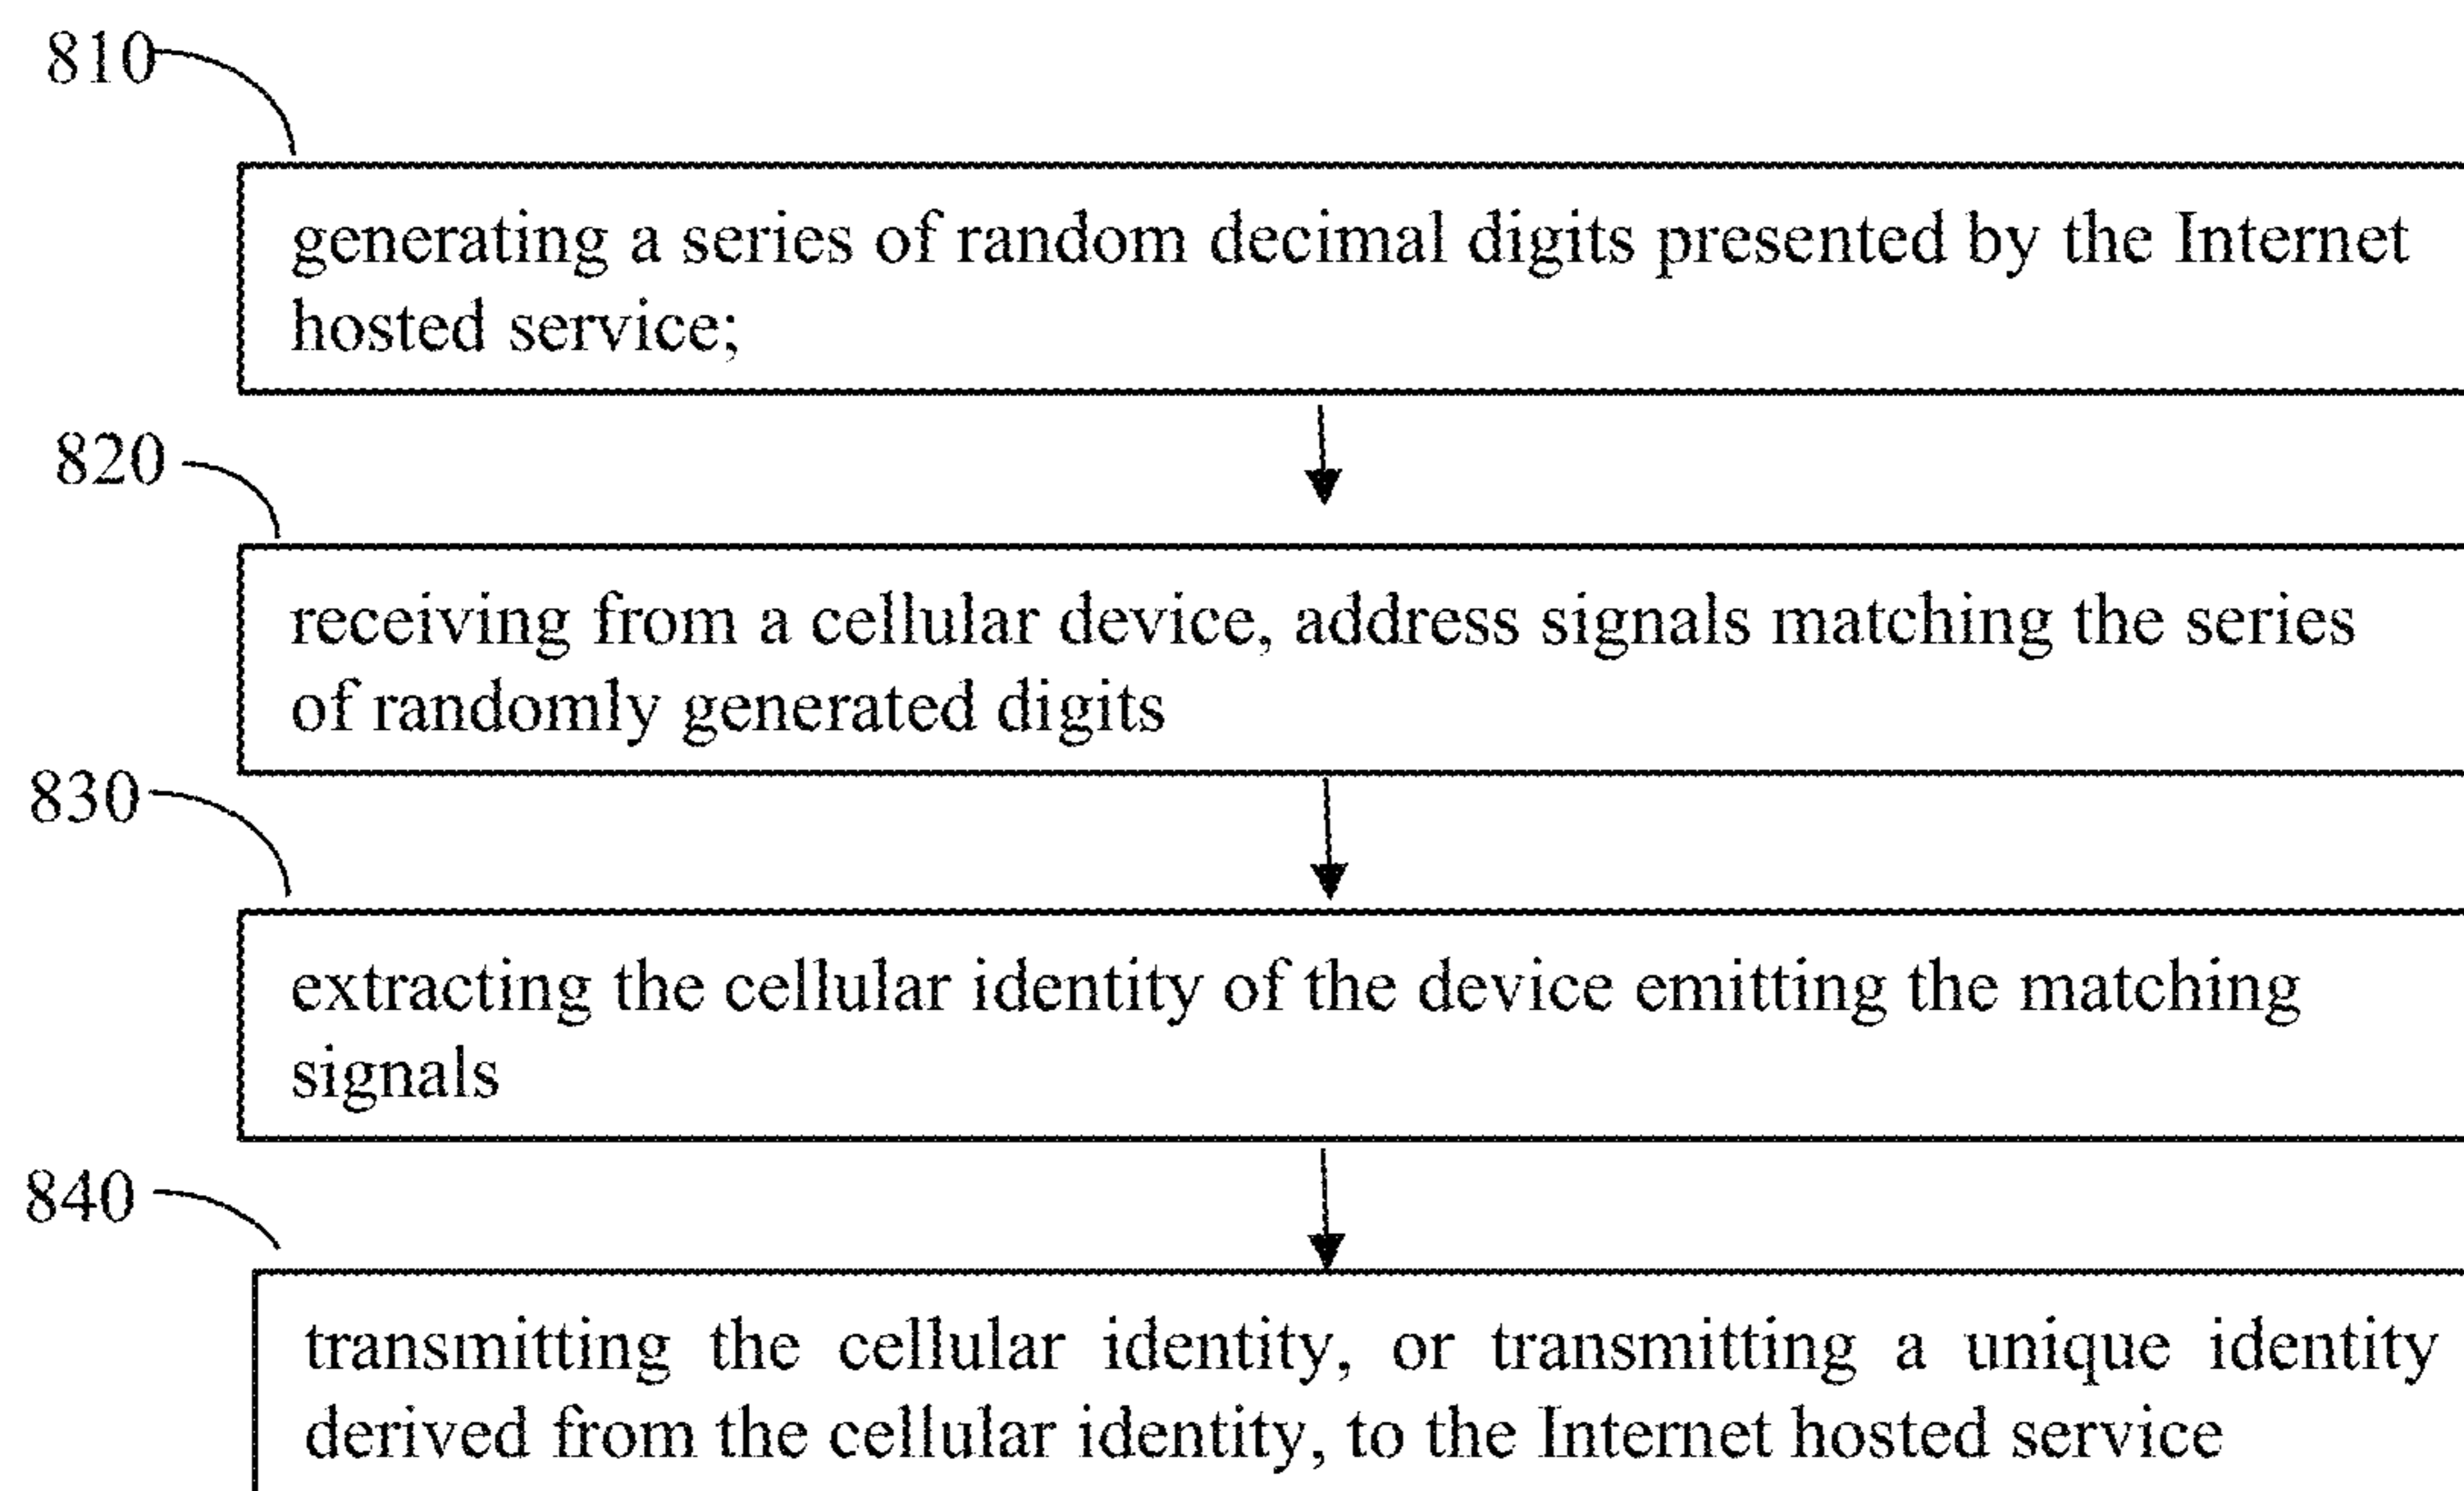 810
generating a series of random decimal digits presented by the Internet
hosted service;
820
receiving from a cellular device, address signals matching the series
of randomly generated digits
830
extracting the cellular identity of the device emitting the matching
signals
840
transmitting the cellular identity, or transmitting a unique identity
derived from the cellular identity, to the Internet hosted service